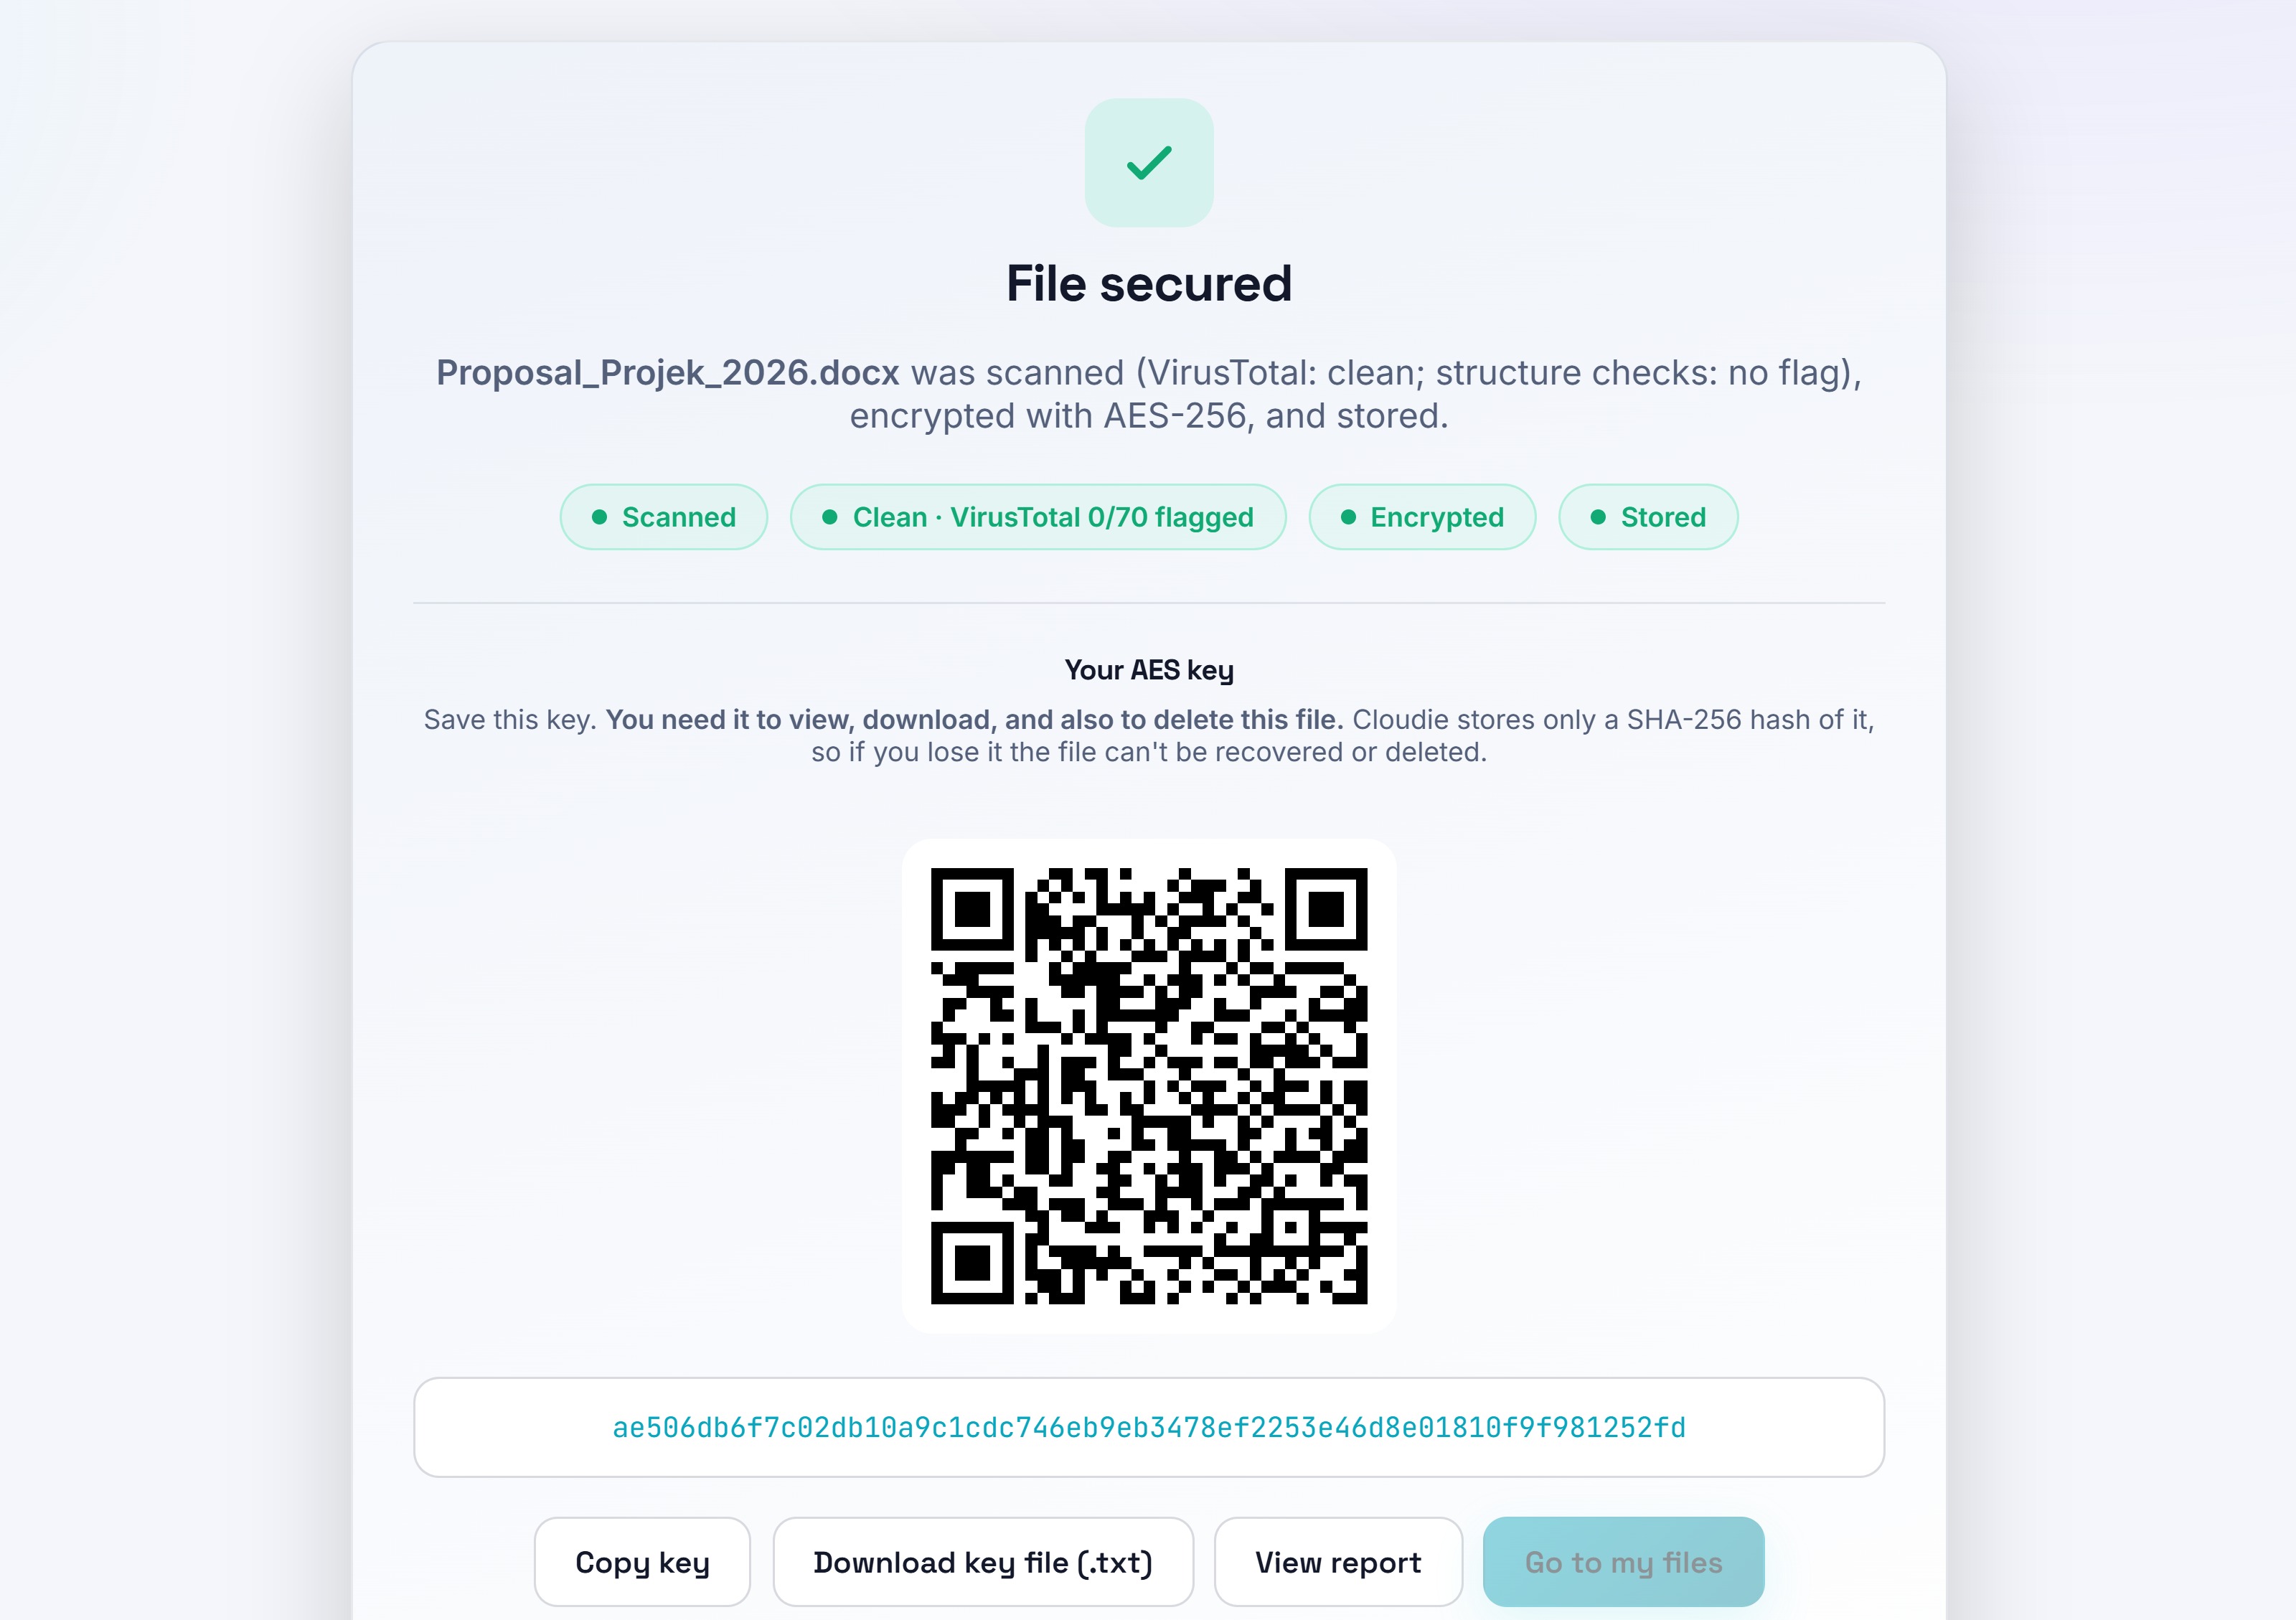 File secured
Proposal_Projek_2026.docx was scanned (VirusTotal: clean; structure checks: no flag),
encrypted with AES-256, and stored.
Scanned
Clean · VirusTotal 0/70 flagged
Encrypted
Stored
Your AES key
Save this key. You need it to view, download, and also to delete this file. Cloudie stores only a SHA-256 hash of it,
so if you lose it the file can't be recovered or deleted.
ae506db6f7c02db10a9c1cdc746eb9eb3478ef2253e46d8e01810f9f981252fd
Copy key
Download key file (.txt)
View report
Go to my files